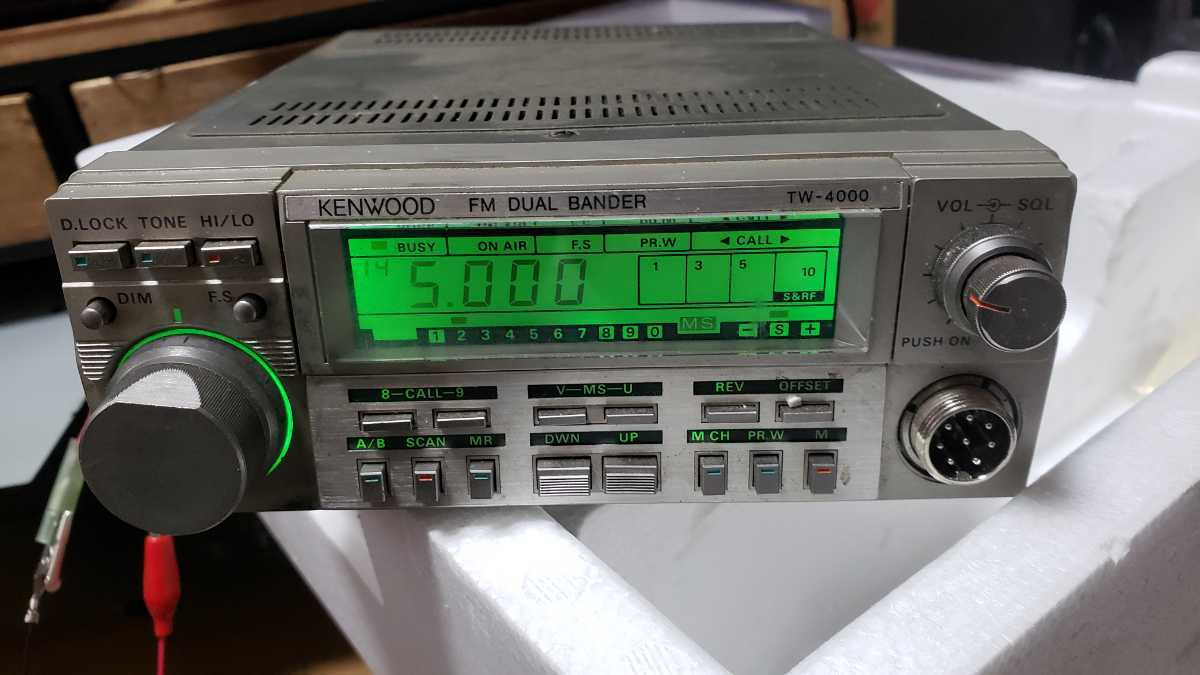 KENWOOD FM DUAL BANDER TW-4000
D.LOCK TONE HI/LO
VOL SQL
BUSY ON AIR F.S PR.W ◄ CALL ►
14 5.000
1 3 5 10
S&RF
DIM F.S
1 2 3 4 5 6 7 8 9 0 MS − S +
PUSH ON
8-CALL-9 V-MS-U REV OFFSET
A/B SCAN MR DWN UP M CH PR.W M